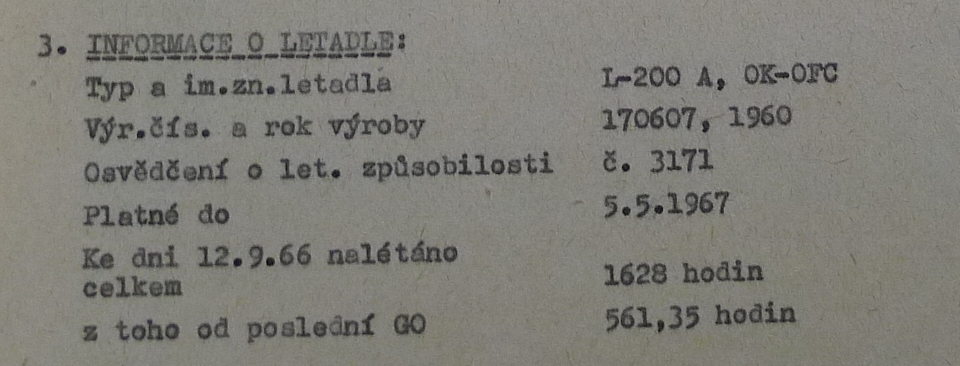 3. INFORMACE O LETADLE:
Typ a im.zn.letadla L-200 A, OK-OFC
Výr.čís. a rok výroby 170607, 1960
Osvědčení o let. způsobilosti č. 3171
Platné do 5.5.1967
Ke dni 12.9.66 nalétáno
celkem 1628 hodin
z toho od poslední GO 561,35 hodin